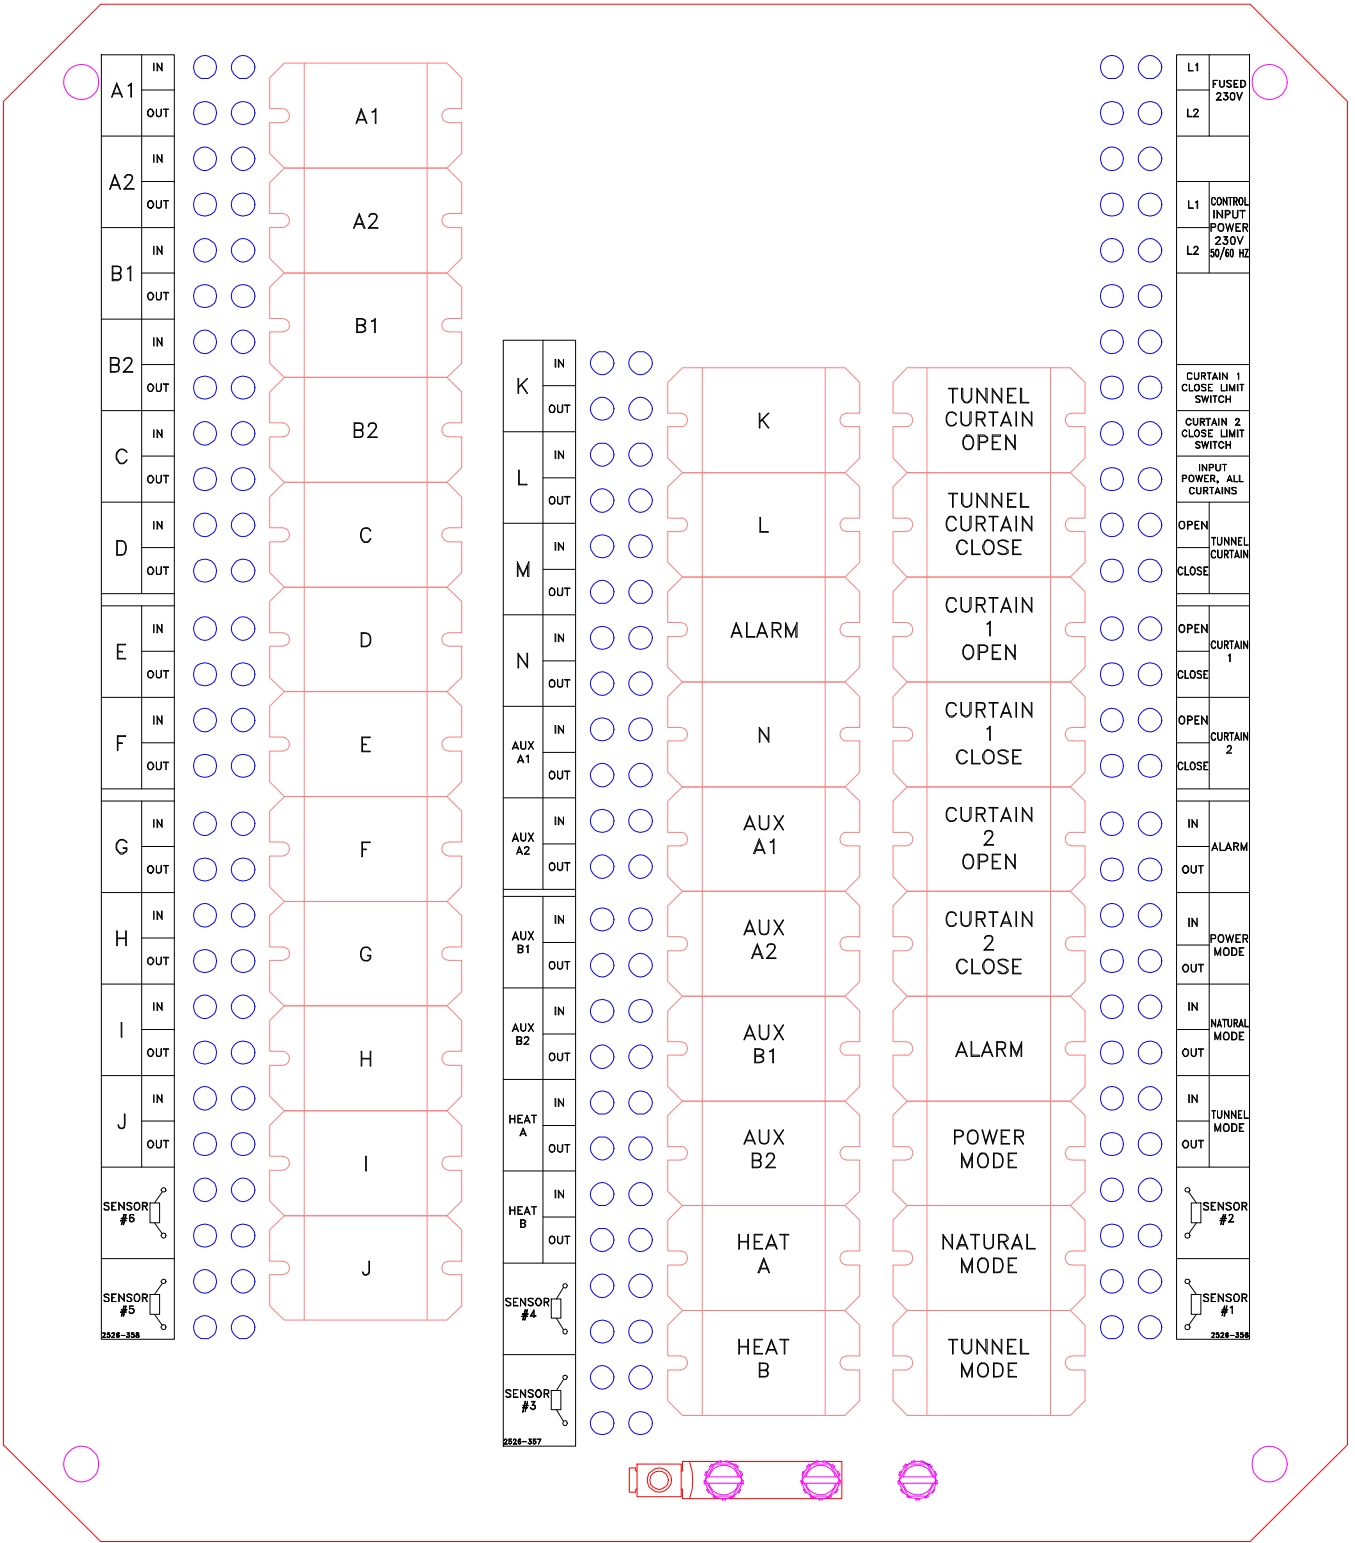 A1
IN
OUT
A2
IN
OUT
B1
IN
OUT
B2
IN
OUT
C
IN
OUT
D
IN
OUT
E
IN
OUT
F
IN
OUT
G
IN
OUT
H
IN
OUT
I
IN
OUT
J
IN
OUT
SENSOR
#6
SENSOR
#5
2526-358
A1
A2
B1
B2
C
D
E
F
G
H
I
J
K
IN
OUT
L
IN
OUT
M
IN
OUT
N
IN
OUT
AUX
A1
IN
OUT
AUX
A2
IN
OUT
AUX
B1
IN
OUT
AUX
B2
IN
OUT
HEAT
A
IN
OUT
HEAT
B
IN
OUT
SENSOR
#4
SENSOR
#3
2526-357
K
L
ALARM
N
AUX
A1
AUX
A2
AUX
B1
AUX
B2
HEAT
A
HEAT
B
TUNNEL
CURTAIN
OPEN
TUNNEL
CURTAIN
CLOSE
CURTAIN
1
OPEN
CURTAIN
1
CLOSE
CURTAIN
2
OPEN
CURTAIN
2
CLOSE
ALARM
POWER
MODE
NATURAL
MODE
TUNNEL
MODE
L1
L2
FUSED
230V
L1
L2
CONTROL
INPUT
POWER
230V
50/60 HZ
CURTAIN 1
CLOSE LIMIT
SWITCH
CURTAIN 2
CLOSE LIMIT
SWITCH
INPUT
POWER, ALL
CURTAINS
OPEN
CLOSE
TUNNEL
CURTAIN
OPEN
CLOSE
CURTAIN
1
OPEN
CLOSE
CURTAIN
2
IN
OUT
ALARM
IN
OUT
POWER
MODE
IN
OUT
NATURAL
MODE
IN
OUT
TUNNEL
MODE
SENSOR
#2
SENSOR
#1
2526-356